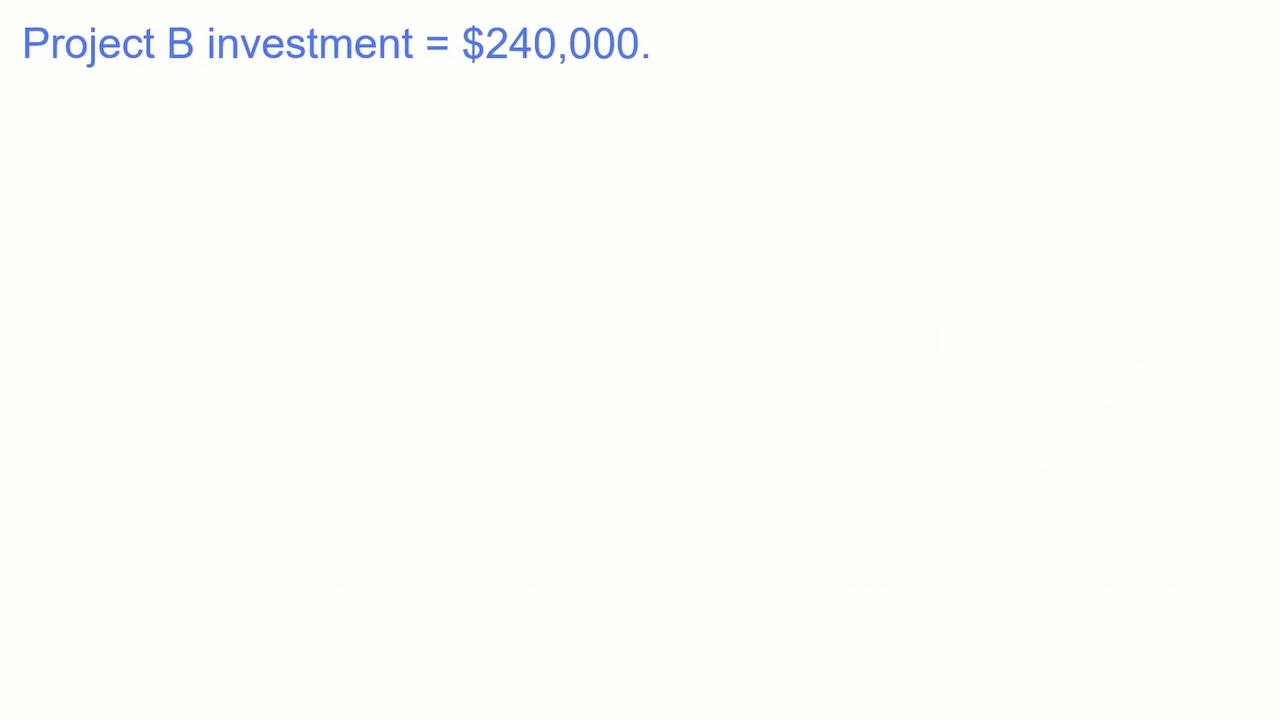 Project B investment = $240,000.